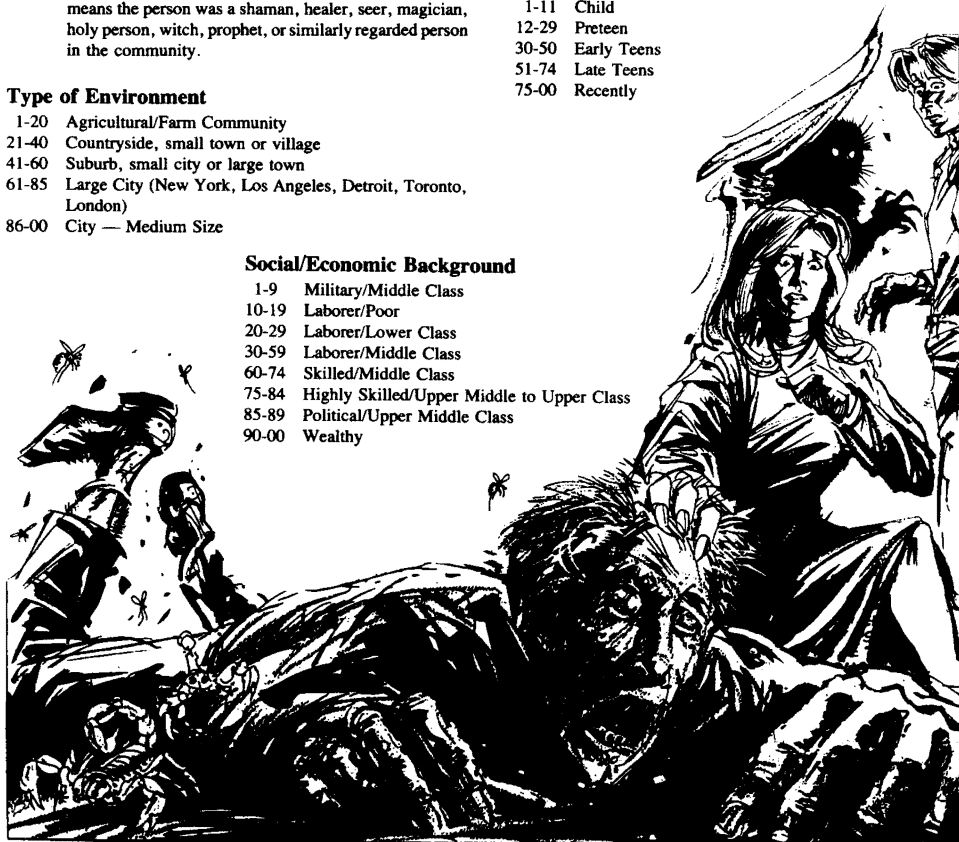 means the person was a shaman, healer, seer, magician,
holy person, witch, prophet, or similarly regarded person
in the community.
Type of Environment
1-20 Agricultural/Farm Community
21-40 Countryside, small town or village
41-60 Suburb, small city or large town
61-85 Large City (New York, Los Angeles, Detroit, Toronto,
London)
86-00 City — Medium Size
1-11 Child
12-29 Preteen
30-50 Early Teens
51-74 Late Teens
75-00 Recently
Social/Economic Background
1-9 Military/Middle Class
10-19 Laborer/Poor
20-29 Laborer/Lower Class
30-59 Laborer/Middle Class
60-74 Skilled/Middle Class
75-84 Highly Skilled/Upper Middle to Upper Class
85-89 Political/Upper Middle Class
90-00 Wealthy